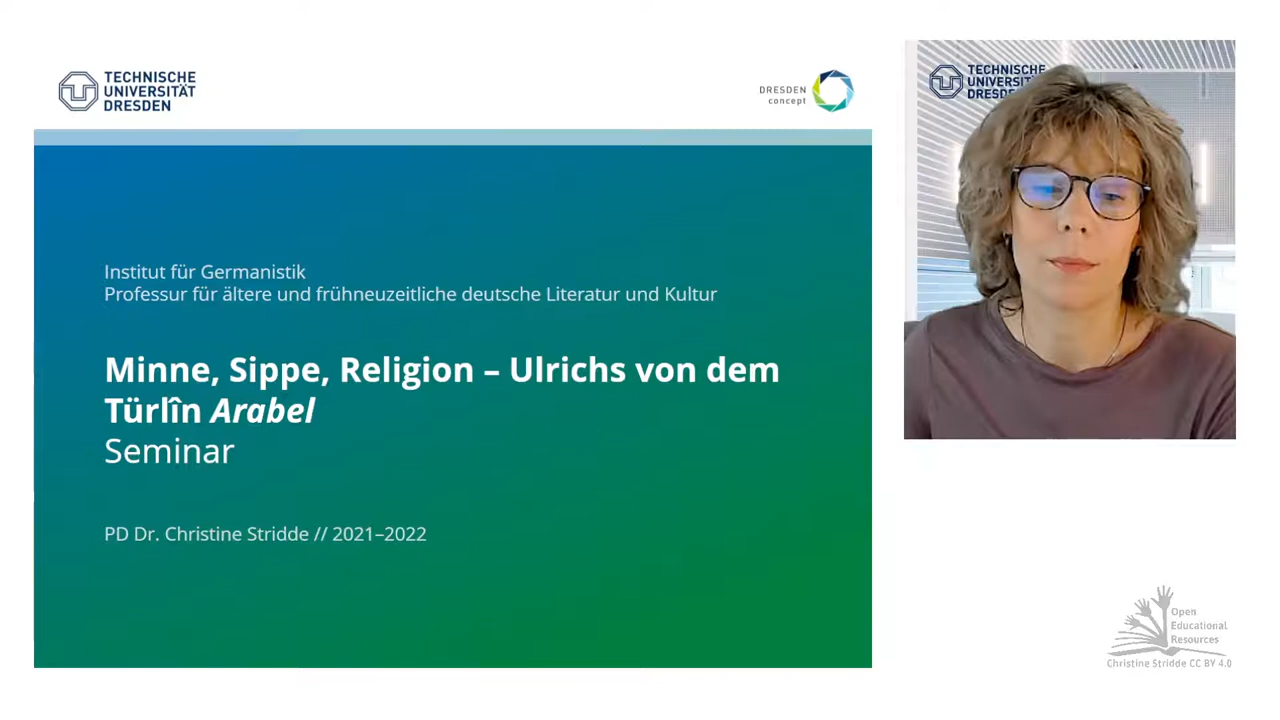 TECHNISCHE
UNIVERSITÄT
DRESDEN
DRESDEN
concept
Institut für Germanistik
Professur für ältere und frühneuzeitliche deutsche Literatur und Kultur
Minne, Sippe, Religion – Ulrichs von dem
Türlîn Arabel
Seminar
PD Dr. Christine Stridde // 2021–2022
TECHNISCHE
UNIVERSIT
DRESD
Open
Educational
Resources
Christine Stridde CC BY 4.0